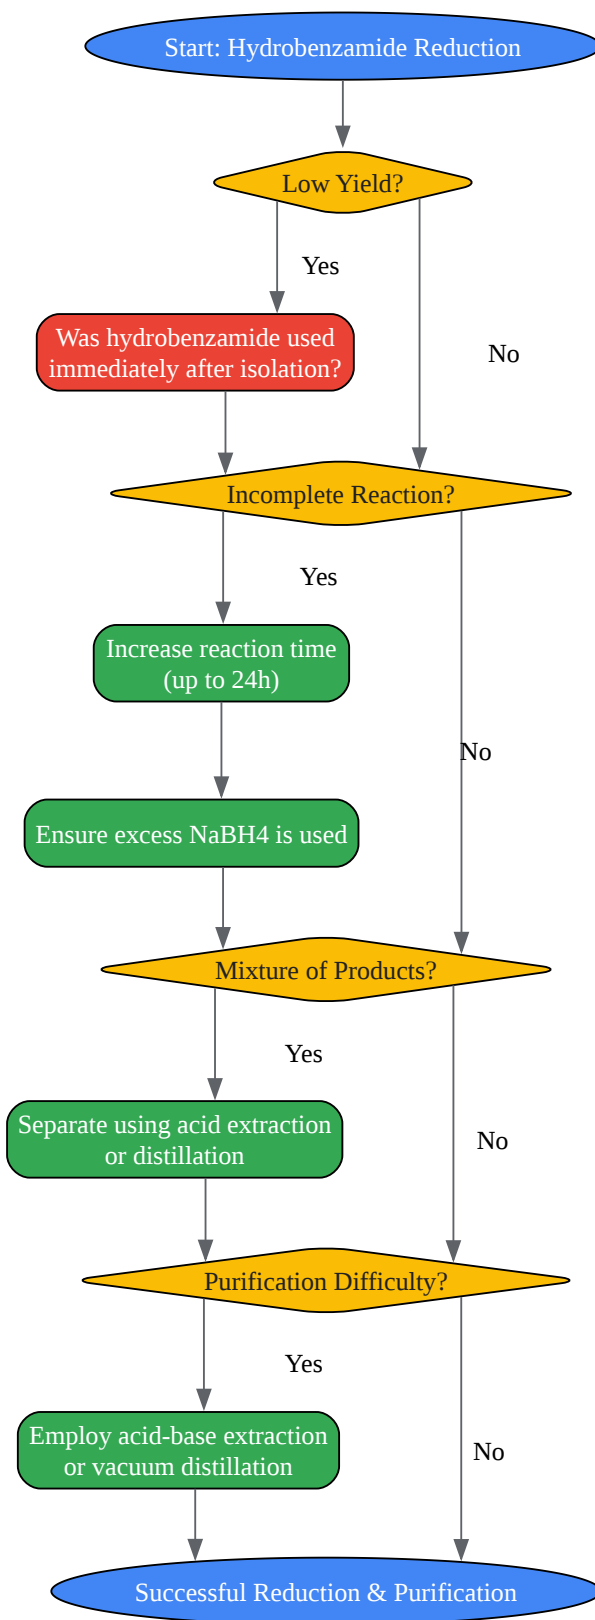 Start: Hydrobenzamide Reduction
Low Yield?
Yes
Was hydrobenzamide used
immediately after isolation?
No
Incomplete Reaction?
Yes
Increase reaction time
(up to 24h)
No
Ensure excess NaBH4 is used
Mixture of Products?
Yes
Separate using acid extraction
or distillation
No
Purification Difficulty?
Yes
Employ acid-base extraction
or vacuum distillation
No
Successful Reduction & Purification